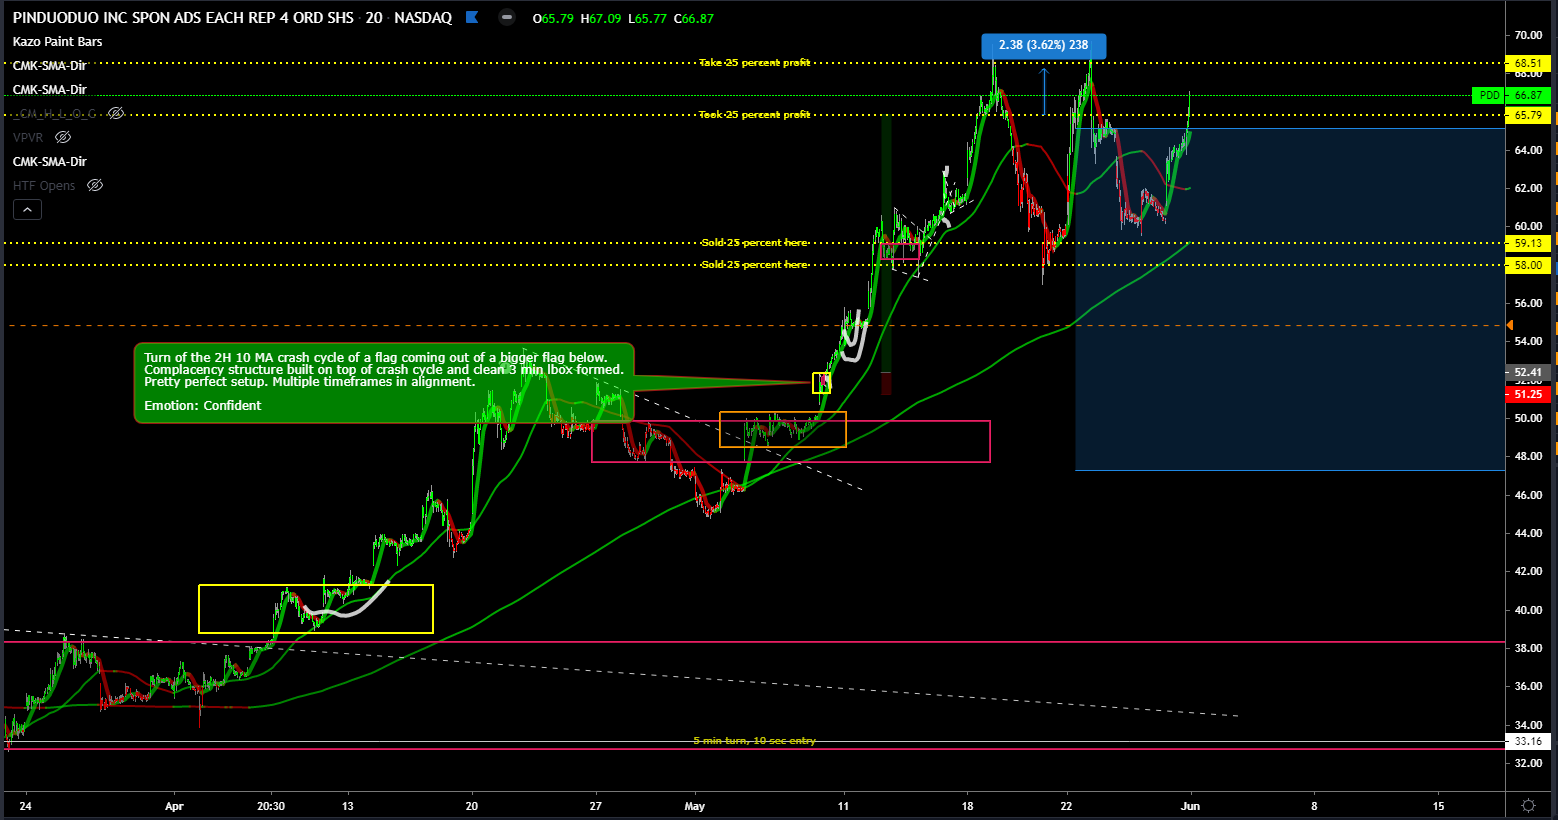 PINDUODUO INC SPON ADS EACH REP 4 ORD SHS · 20 · NASDAQ O65.79 H67.09 L65.77 C66.87
Kazo Paint Bars
CMK-SMA-Dir
CMK-SMA-Dir
_CM_H_L_O_G
VPVR
CMK-SMA-Dir
HTF Opens
2.38 (3.62%) 238
Take 25 percent profit
Took 25 percent profit
Sold 25 percent here
Sold 25 percent here
Turn of the 2H 10 MA crash cycle of a flag coming out of a bigger flag below.
Complacency structure built on top of crash cycle and clean 3 min lbox formed.
Pretty perfect setup. Multiple timeframes in alignment.
Emotion: Confident
5 min turn, 10 sec entry
70.00
68.51
68.00
PDD 66.87
65.79
64.00
62.00
60.00
59.13
58.00
56.00
54.00
52.41
52.00
51.25
50.00
48.00
46.00
44.00
42.00
40.00
38.00
36.00
34.00
33.16
32.00
24 Apr 20:30 13 20 27 May 11 18 22 Jun 8 15